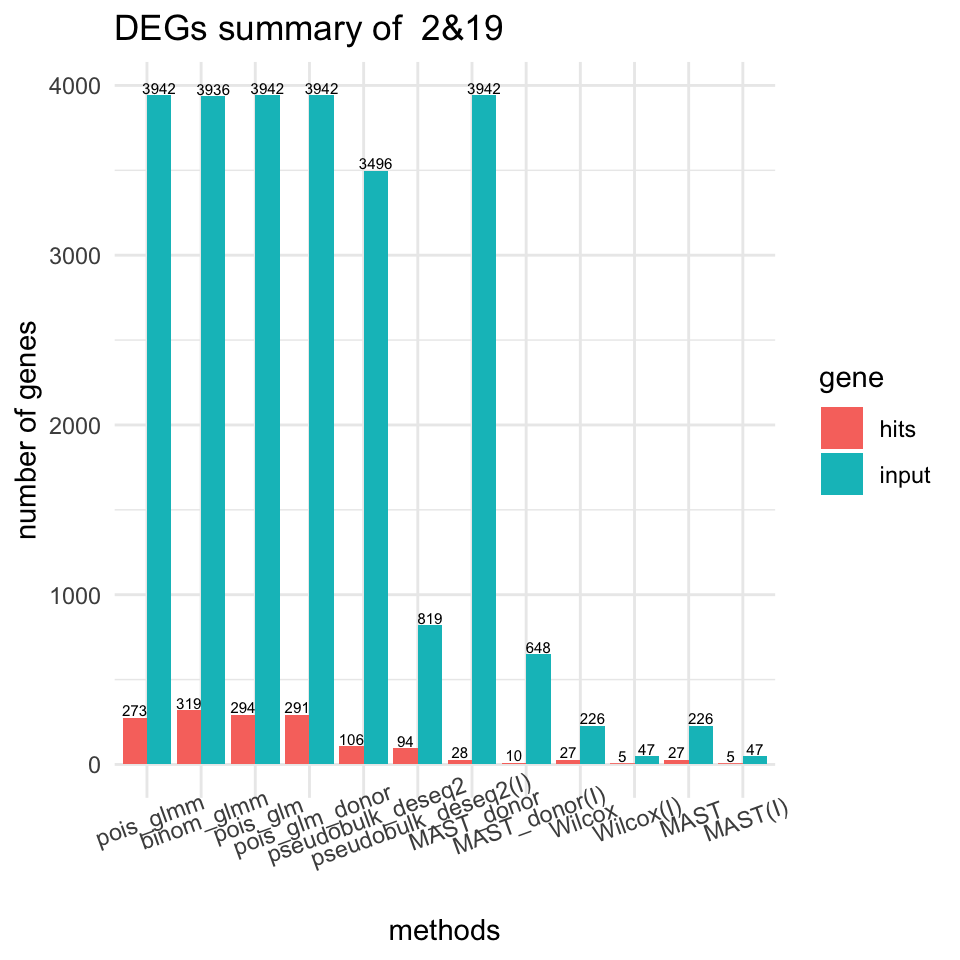 DEGs summary of  2&19
number of genes
4000
3000
2000
1000
0
3942
3936
3942
3942
3496
819
3942
648
226
47
226
47
273
319
294
291
106
94
28
10
27
5
27
5
pois_glmm
binom_glmm
pois_glm
pois_glm_donor
pseudobulk_deseq2
pseudobulk_deseq2(I)
MAST_donor
MAST_donor(I)
Wilcox
Wilcox(I)
MAST
MAST(I)
methods
gene
hits
input